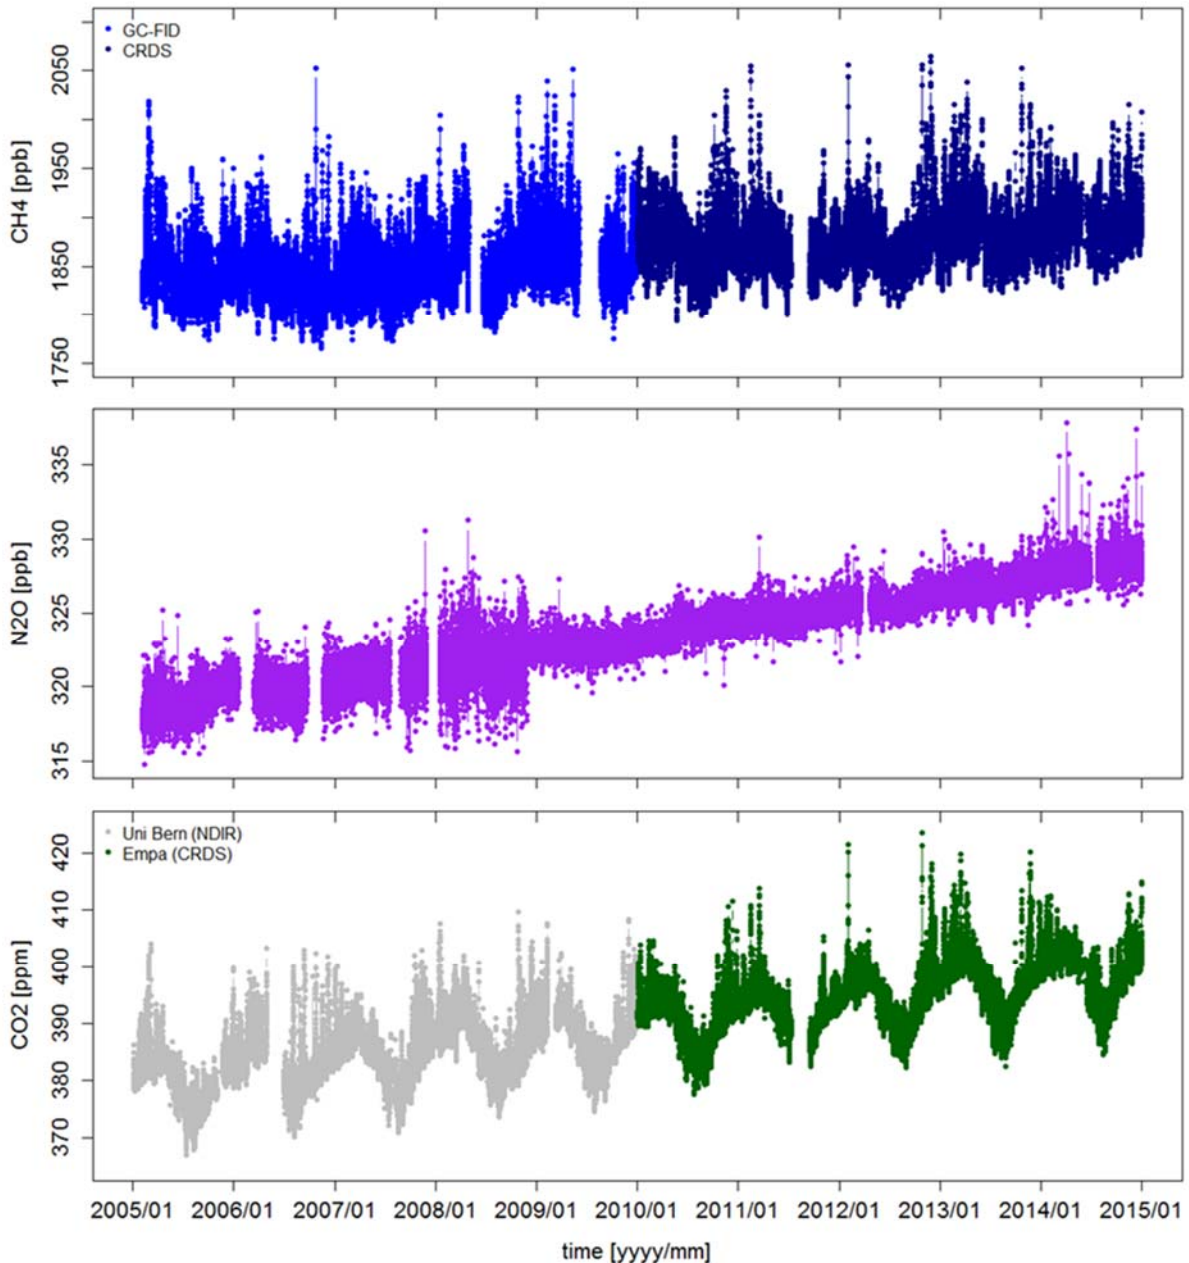 GC-FID
CRDS
CH4 [ppb]
2050
1950
1850
1750
N2O [ppb]
335
330
325
320
315
Uni Bern (NDIR)
Empa (CRDS)
CO2 [ppm]
420
410
400
390
380
370
2005/01 2006/01 2007/01 2008/01 2009/01 2010/01 2011/01 2012/01 2013/01 2014/01 2015/01
time [yyyy/mm]